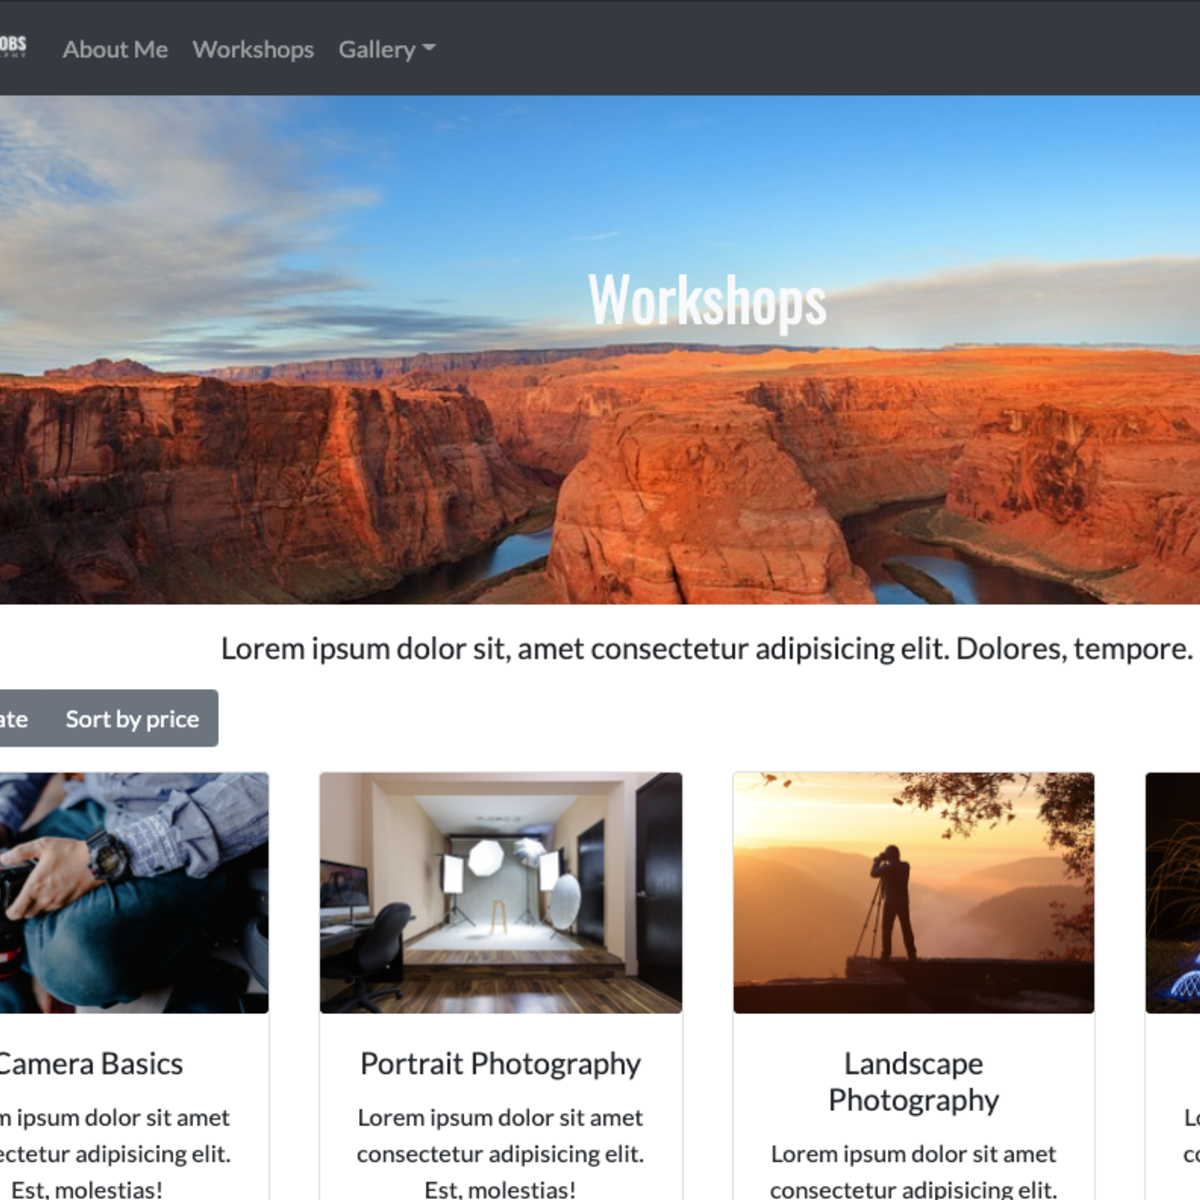 OBS
About Me Workshops Gallery
Workshops
Lorem ipsum dolor sit, amet consectetur adipisicing elit. Dolores, tempore.
ate Sort by price
Camera Basics
m ipsum dolor sit amet
ectetur adipisicing elit.
Est, molestias!
Portrait Photography
Lorem ipsum dolor sit amet
consectetur adipisicing elit.
Est, molestias!
Landscape
Photography
Lorem ipsum dolor sit amet
consectetur adipisicing elit.
Lo
co